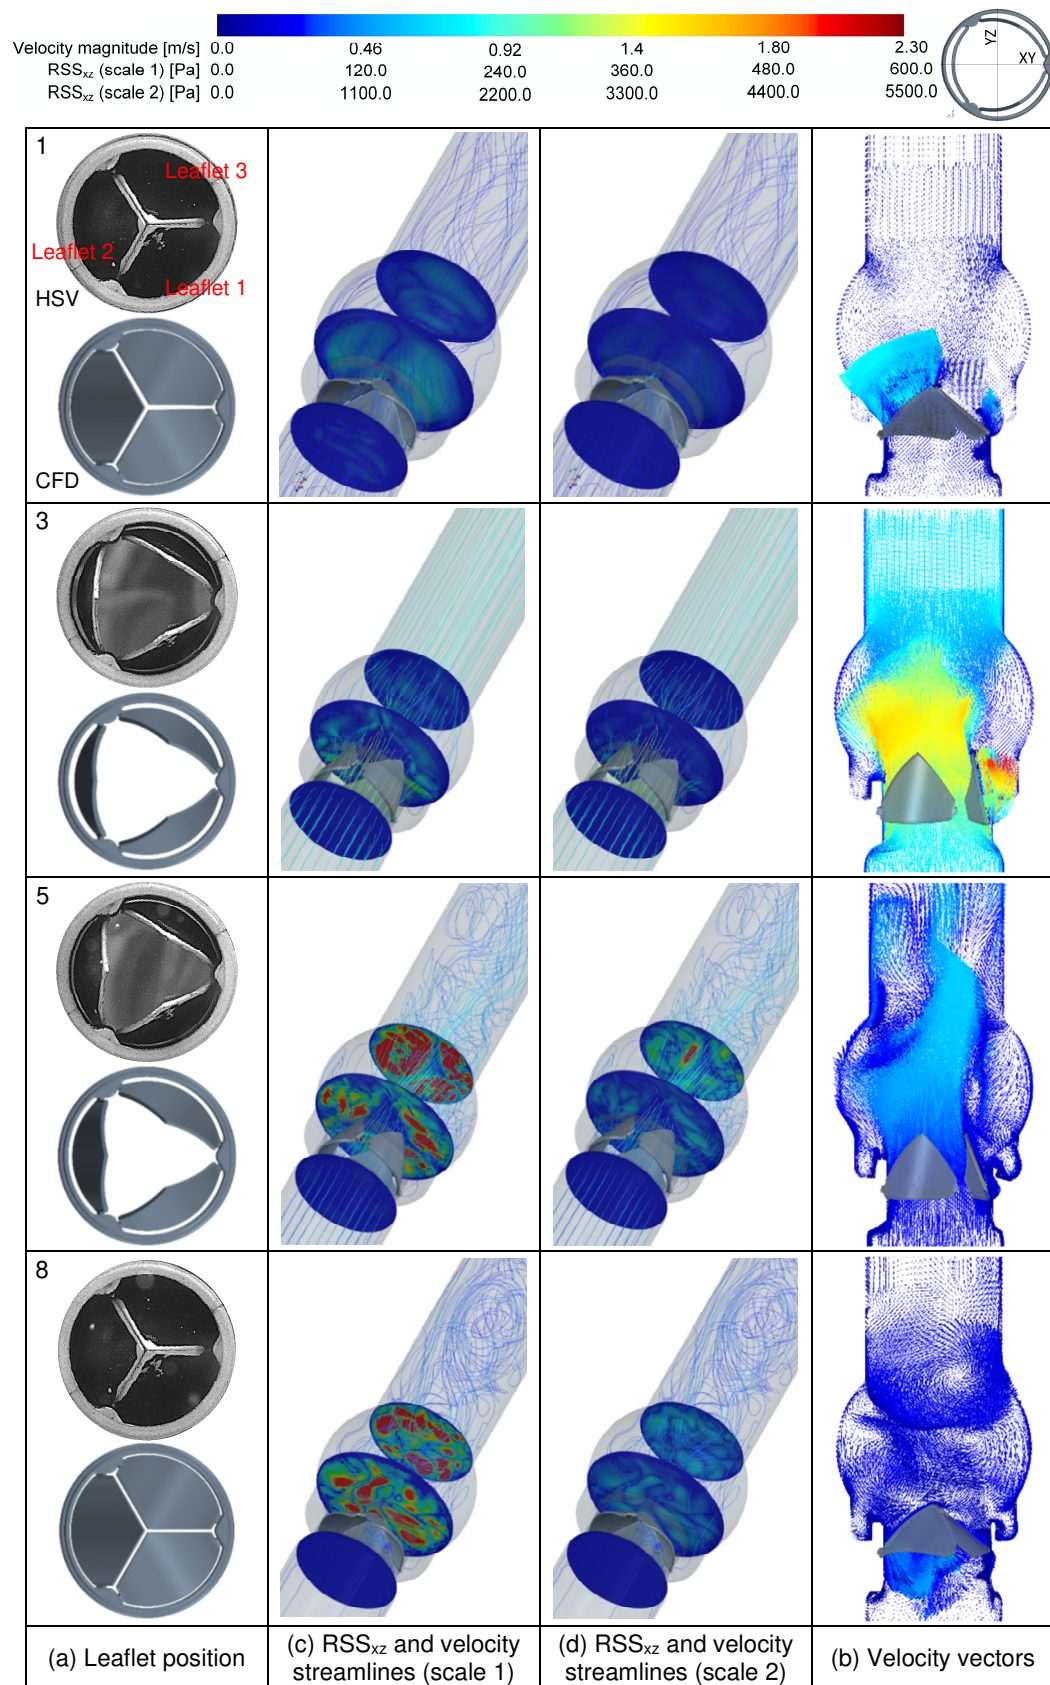 Velocity magnitude [m/s] 0.0 0.46 0.92 1.4 1.80 2.30
RSSxz (scale 1) [Pa] 0.0 120.0 240.0 360.0 480.0 600.0
RSSxz (scale 2) [Pa] 0.0 1100.0 2200.0 3300.0 4400.0 5500.0
YZ
XY
1
Leaflet 3
Leaflet 2
Leaflet 1
HSV
CFD
3
5
8
(a) Leaflet position
(c) RSSxz and velocity
streamlines (scale 1)
(d) RSSxz and velocity
streamlines (scale 2)
(b) Velocity vectors